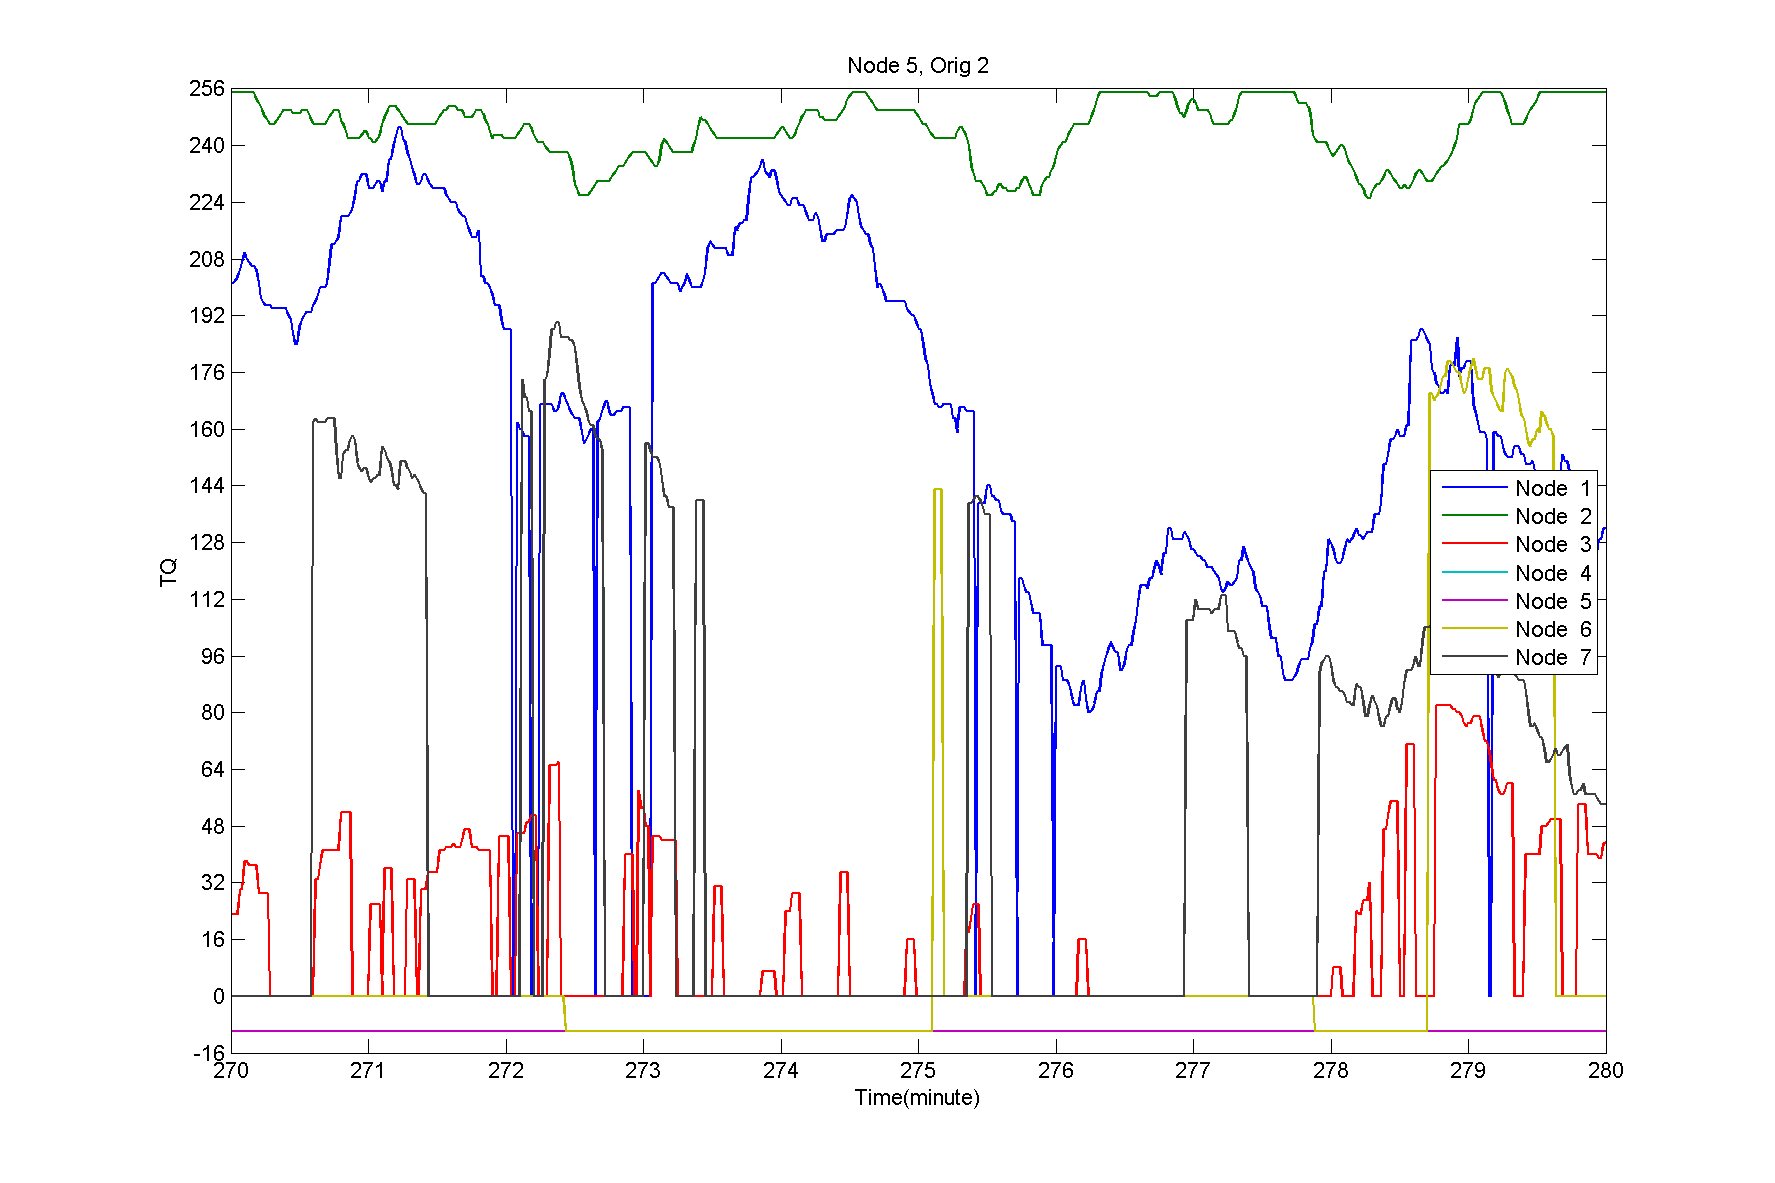 Node 5, Orig 2
256
240
224
208
192
176
160
144
128
112
96
80
64
48
32
16
0
-16
TQ
Node 1
Node 2
Node 3
Node 4
Node 5
Node 6
Node 7
270 271 272 273 274 275 276 277 278 279 280
Time(minute)